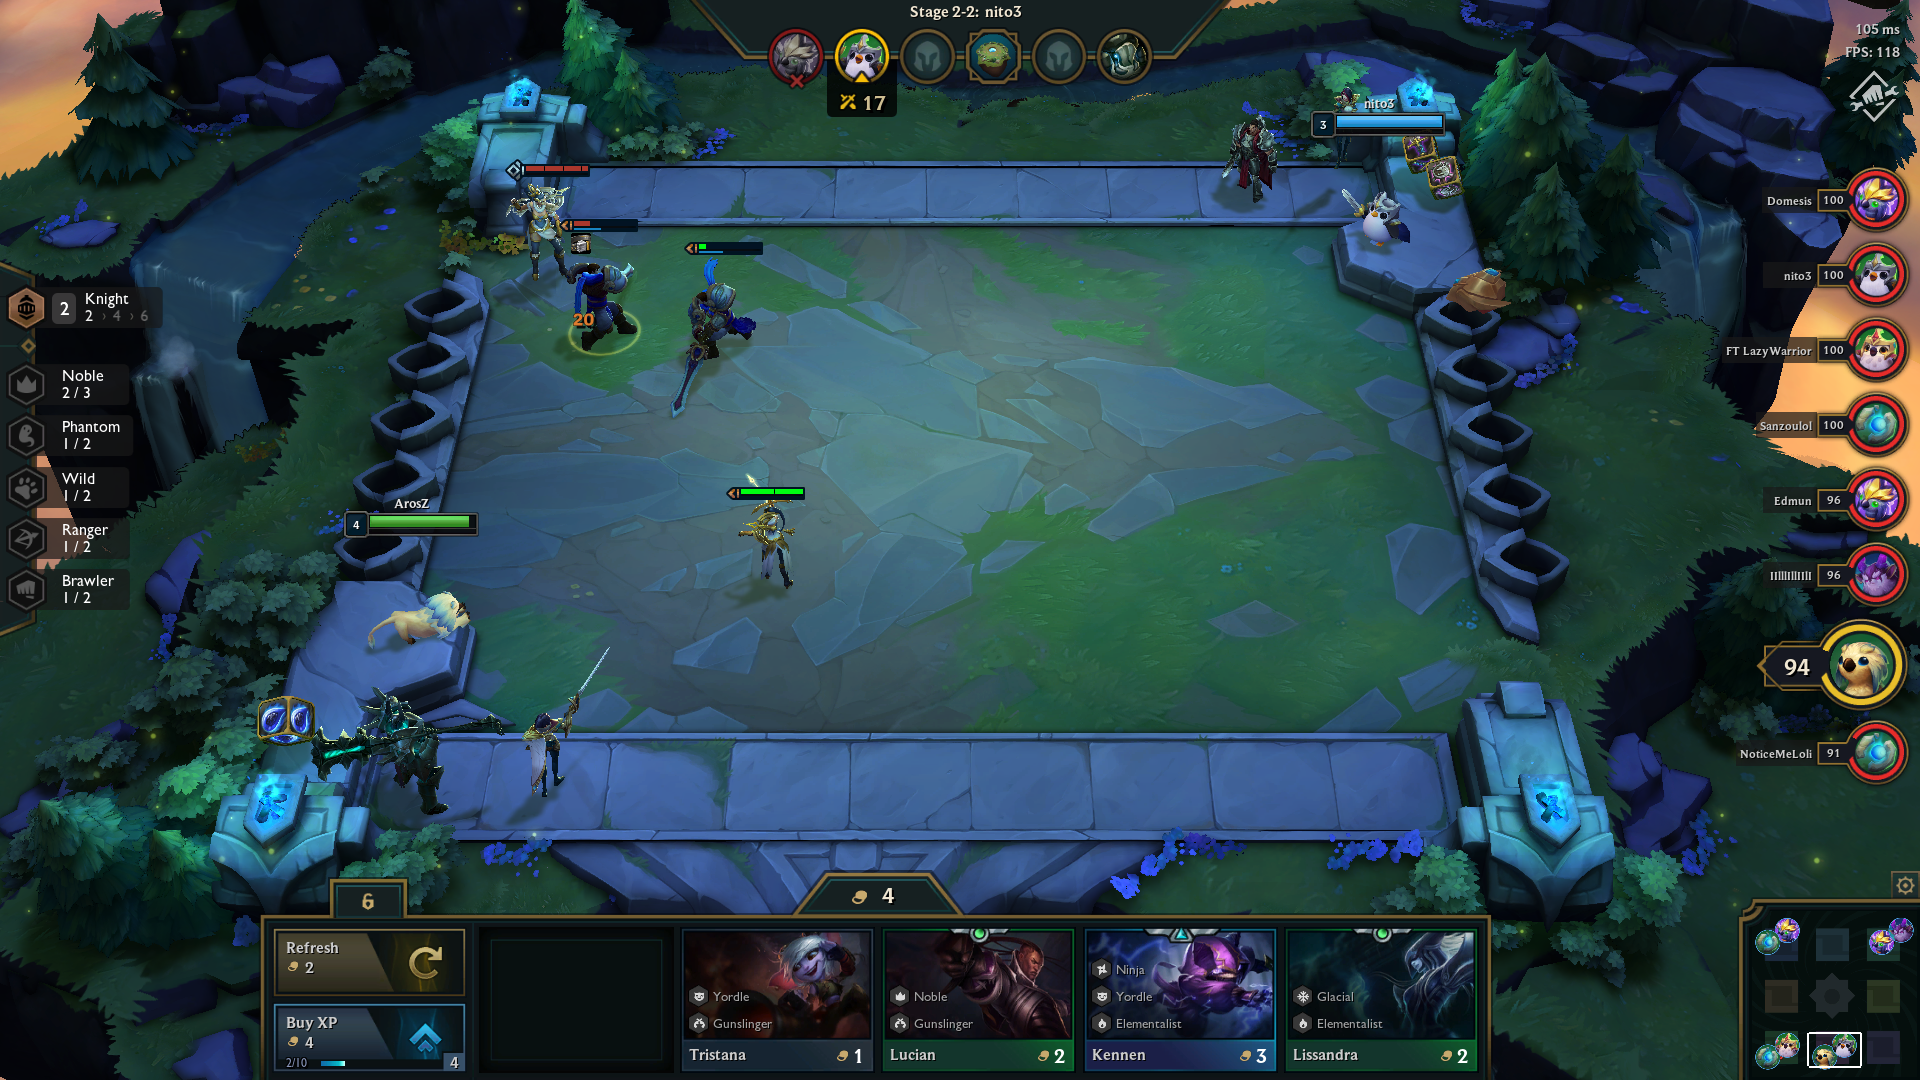 Stage 2-2: nito3
17
105 ms
FPS: 118
nito3
3
Domesis 100
nito3 100
FT LazyWarrior 100
Sanzoulol 100
Edmun 96
96
94
NoticeMeLoli 91
2 Knight
2 › 4 › 6
Noble
2 / 3
Phantom
1 / 2
Wild
1 / 2
Ranger
1 / 2
Brawler
1 / 2
20
ArosZ
4
6
4
Refresh
2
Buy XP
4
2/10
4
Yordle
Gunslinger
Tristana 1
Noble
Gunslinger
Lucian 2
Ninja
Yordle
Elementalist
Kennen 3
Glacial
Elementalist
Lissandra 2